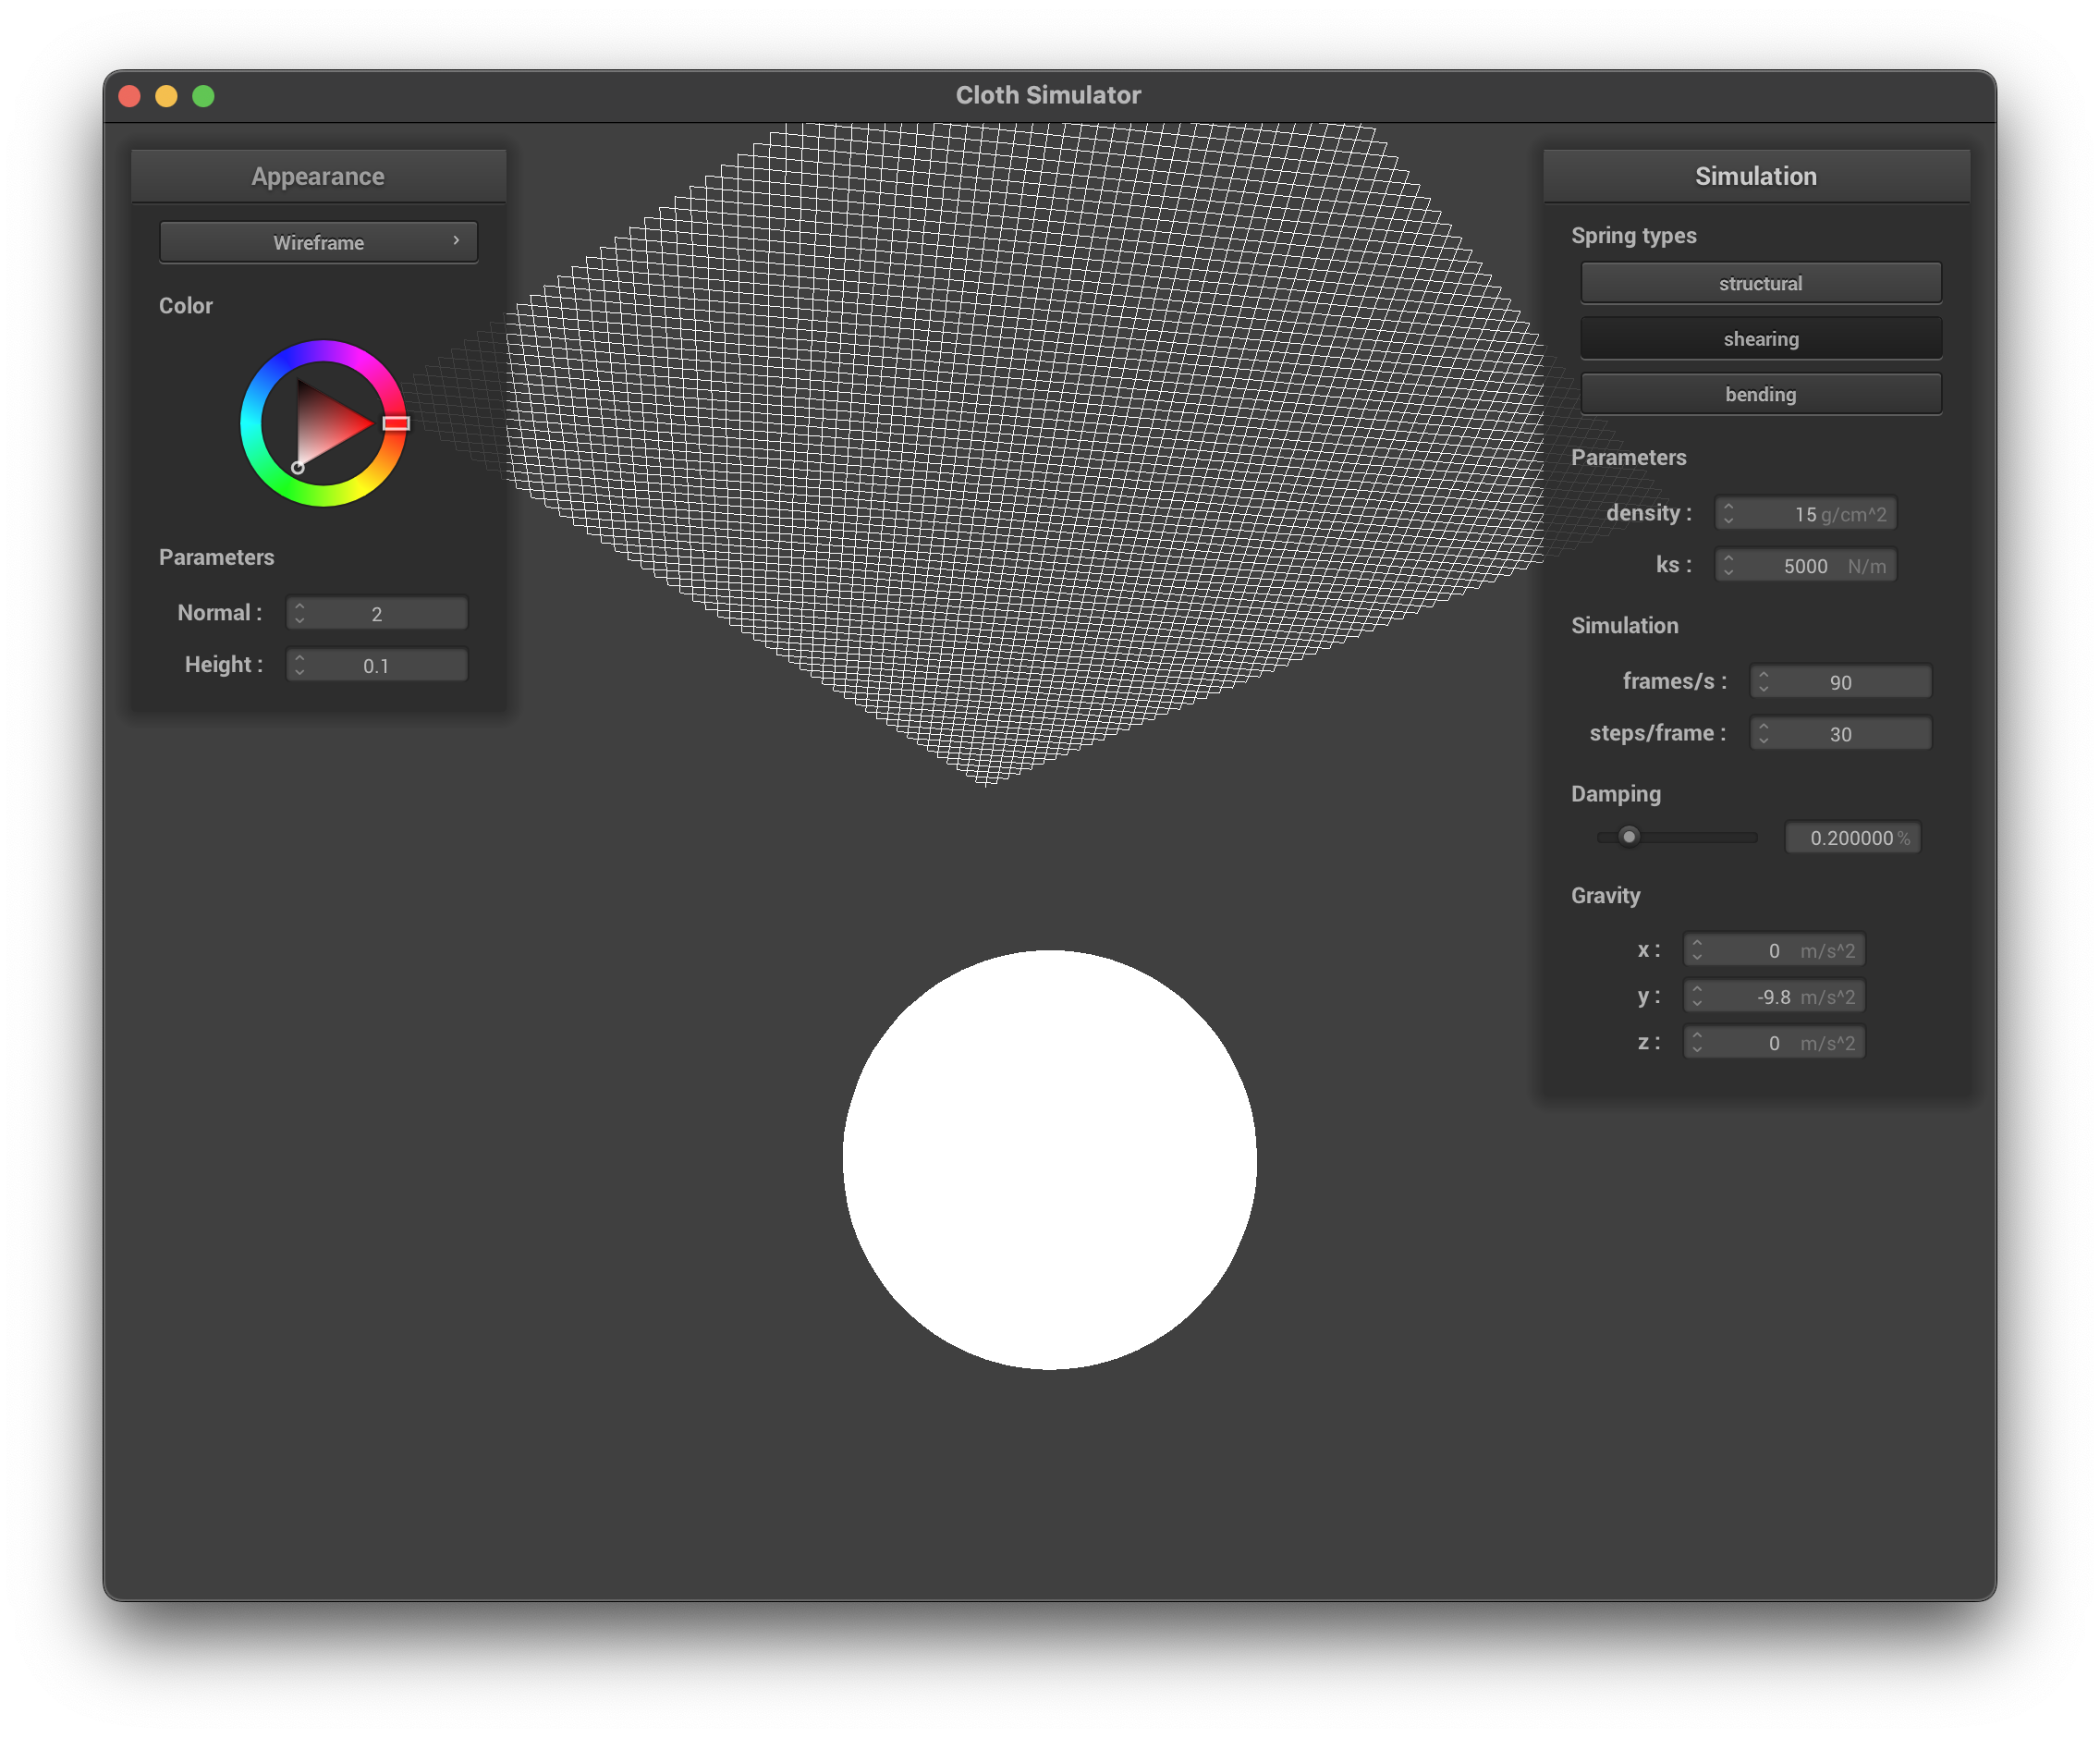 Cloth Simulator
Appearance
Wireframe
Color
Parameters
Normal : 2
Height : 0.1
Simulation
Spring types
structural
shearing
bending
Parameters
density : 15 g/cm^2
ks : 5000 N/m
Simulation
frames/s : 90
steps/frame : 30
Damping
0.200000 %
Gravity
x : 0 m/s^2
y : -9.8 m/s^2
z : 0 m/s^2